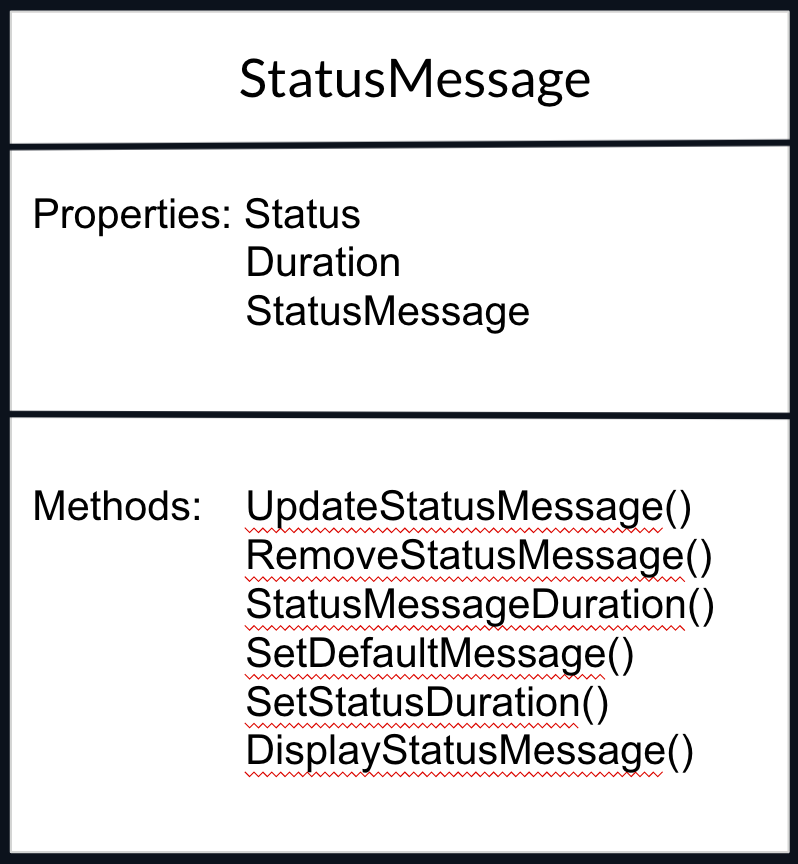 StatusMessage
Properties: Status
Duration
StatusMessage
Methods: UpdateStatusMessage()
RemoveStatusMessage()
StatusMessageDuration()
SetDefaultMessage()
SetStatusDuration()
DisplayStatusMessage()